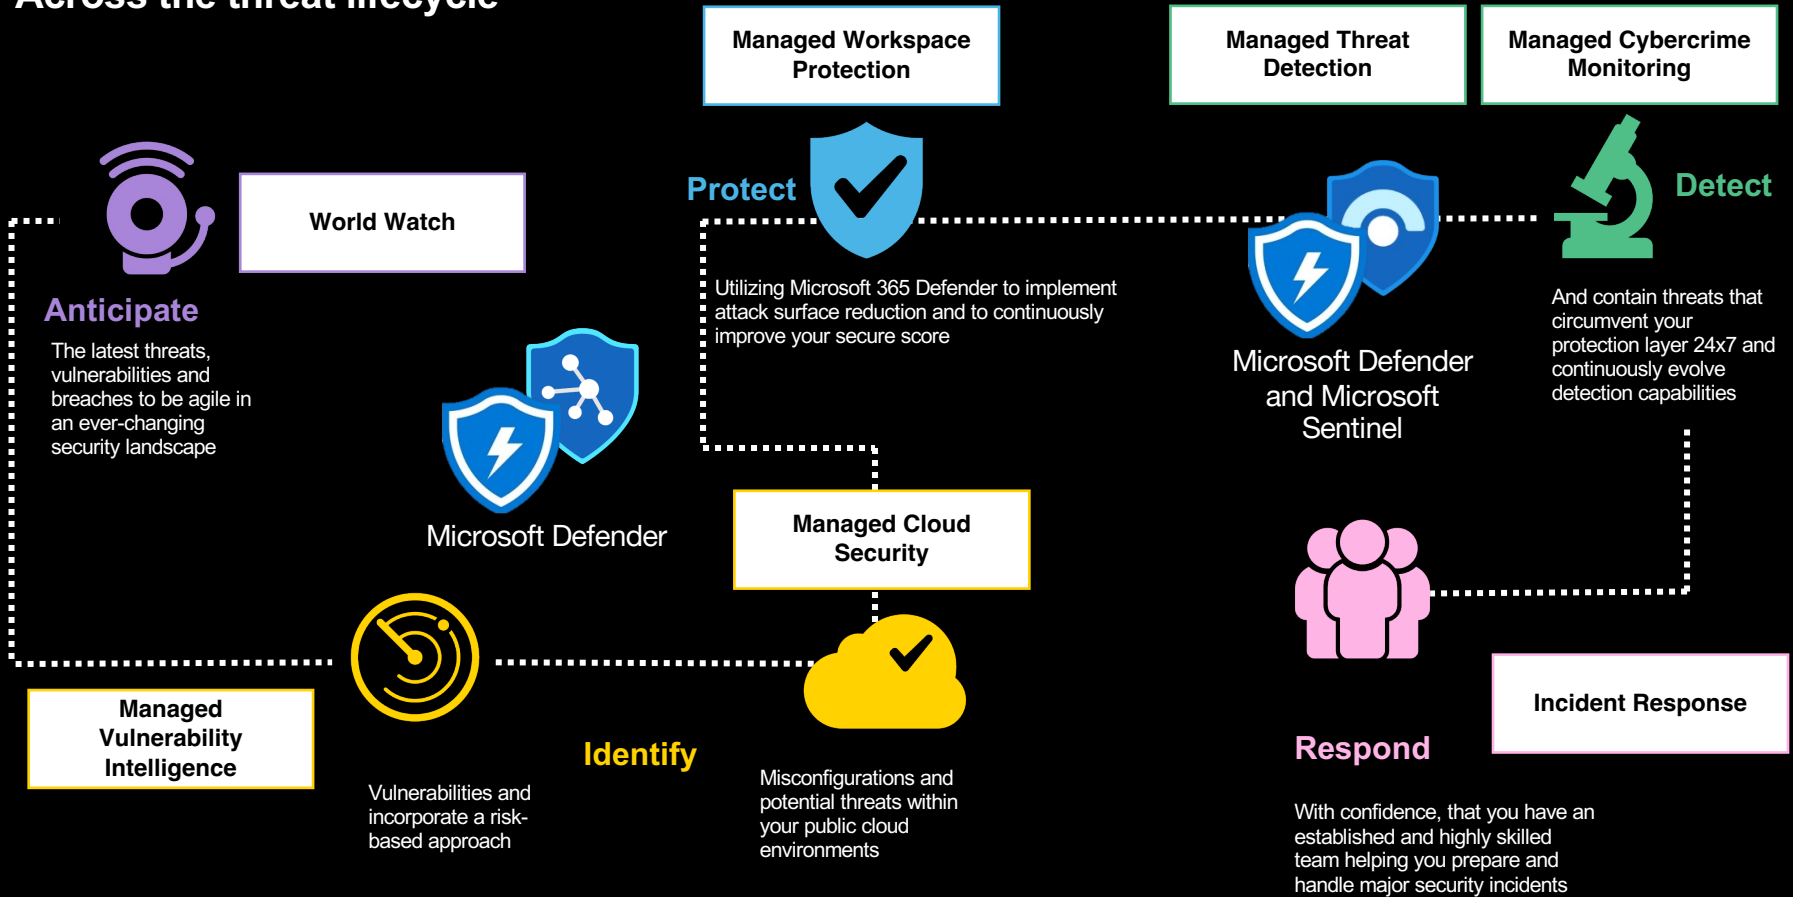 Across the threat lifecycle
Managed Workspace
Protection
Managed Threat
Detection
Managed Cybercrime
Monitoring
World Watch
Protect
Detect
Anticipate
The latest threats,
vulnerabilities and
breaches to be agile in
an ever-changing
security landscape
Utilizing Microsoft 365 Defender to implement
attack surface reduction and to continuously
improve your secure score
Microsoft Defender
and Microsoft
Sentinel
And contain threats that
circumvent your
protection layer 24x7 and
continuously evolve
detection capabilities
Microsoft Defender
Managed Cloud
Security
Managed
Vulnerability
Intelligence
Identify
Vulnerabilities and
incorporate a risk-
based approach
Misconfigurations and
potential threats within
your public cloud
environments
Incident Response
Respond
With confidence, that you have an
established and highly skilled
team helping you prepare and
handle major security incidents